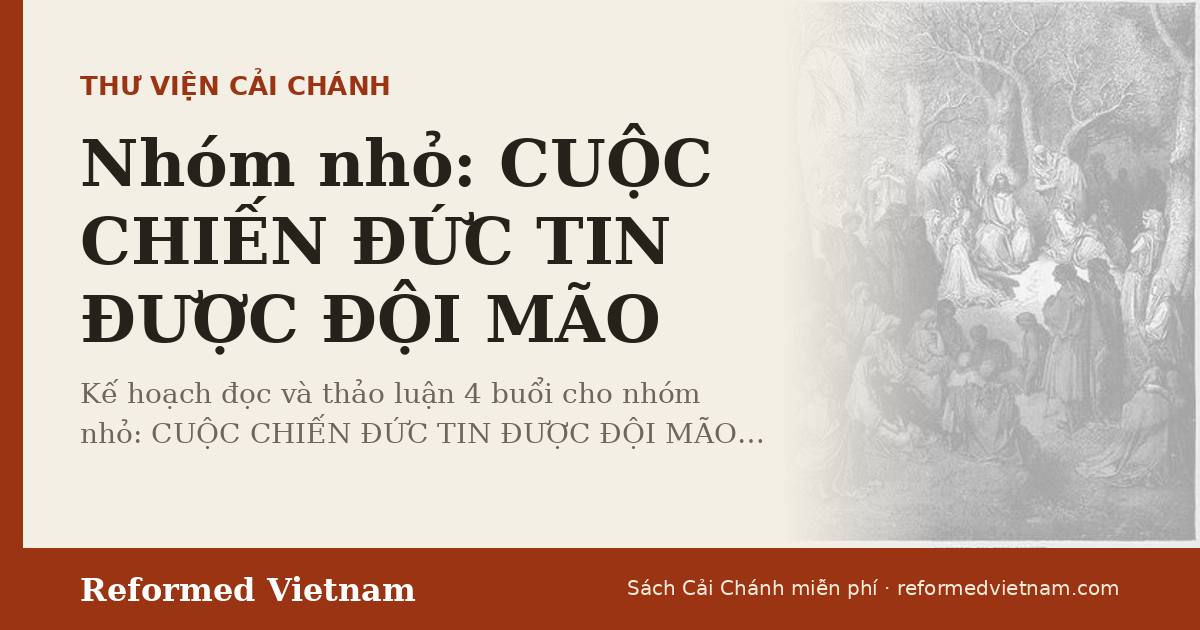 THƯ VIỆN CẢI CHÁNH
Nhóm nhỏ: CUỘC
CHIẾN ĐỨC TIN
ĐƯỢC ĐỘI MÃO
Kế hoạch đọc và thảo luận 4 buổi cho nhóm
nhỏ: CUỘC CHIẾN ĐỨC TIN ĐƯỢC ĐỘI MÃO...
Reformed Vietnam
Sách Cải Chánh miễn phí · reformedvietnam.com